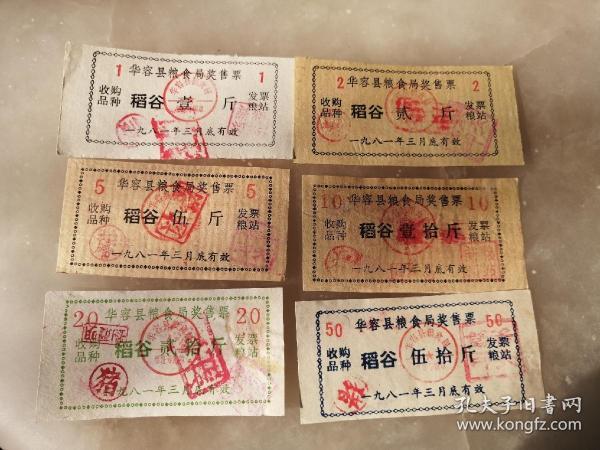 华容县粮食局奖售票
1 1
收购品种 稻谷 壹 斤 发票粮站
一九八一年三月底有效
华容县粮食局奖售票
2 2
收购品种 稻谷 贰 斤 发票粮站
一九八一年三月底有效
华容县粮食局奖售票
5 5
收购品种 稻谷 伍 斤 发票粮站
一九八一年三月底有效
华容县粮食局奖售票
10 10
收购品种 稻谷 壹拾斤 发票粮站
一九八一年三月底有效
华容县粮食局奖售票
20 20
收购品种 稻谷 贰拾斤 发票粮站
猪
一九八一年三月底有效
华容县粮食局奖售票
50 50
收购品种 稻谷 伍拾斤 发票粮站
一九八一年三月底有效
孔夫子旧书网
www.kongfz.com